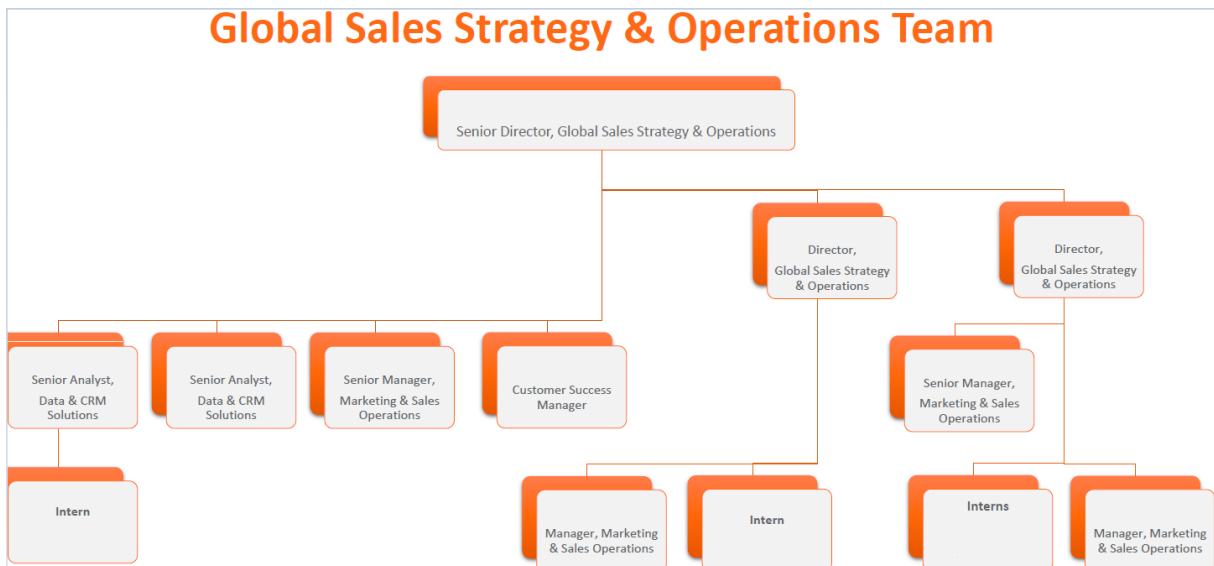 Global Sales Strategy & Operations Team
Senior Director, Global Sales Strategy & Operations
Director,
Global Sales Strategy
& Operations
Director,
Global Sales Strategy
& Operations
Senior Analyst,
Data & CRM
Solutions
Senior Analyst,
Data & CRM
Solutions
Senior Manager,
Marketing & Sales
Operations
Customer Success
Manager
Senior Manager,
Marketing & Sales
Operations
Intern
Manager, Marketing
& Sales Operations
Intern
Interns
Manager, Marketing
& Sales Operations